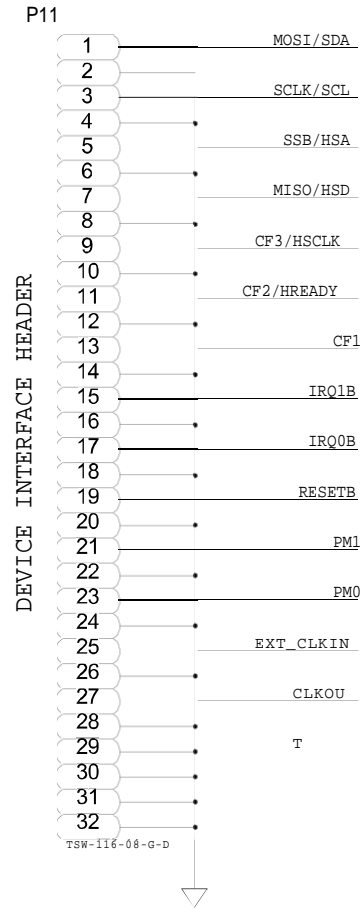 P11
1 MOSI/SDA
2
3 SCLK/SCL
4
5 SSB/HSA
6
7 MISO/HSD
8
9 CF3/HSCLK
10
11 CF2/HREADY
12
13 CF1
14
15 IRQ1B
16
17 IRQ0B
18
19 RESETB
20
21 PM1
22
23 PM0
24
25 EXT_CLKIN
26
27 CLKOU
28
29 T
30
31
32
TSW-116-08-G-D
DEVICE INTERFACE HEADER